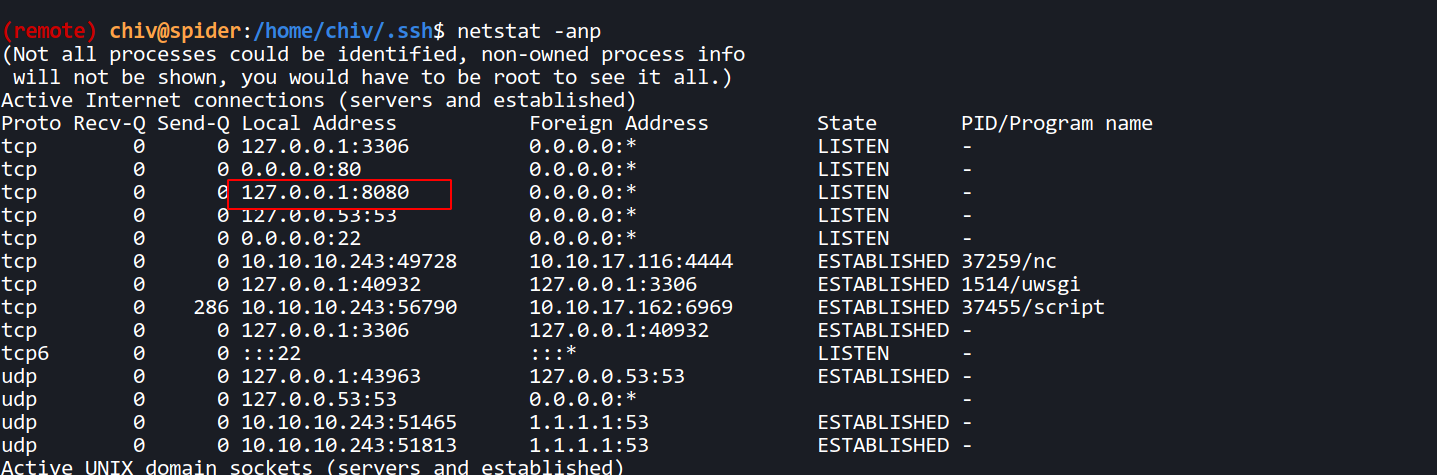 (remote) chiv@spider:/home/chiv/.ssh$ netstat -anp
(Not all processes could be identified, non-owned process info
 will not be shown, you would have to be root to see it all.)
Active Internet connections (servers and established)
Proto Recv-Q Send-Q Local Address           Foreign Address         State       PID/Program name
tcp        0      0 127.0.0.1:3306          0.0.0.0:*               LISTEN      -
tcp        0      0 0.0.0.0:80              0.0.0.0:*               LISTEN      -
tcp        0      0 127.0.0.1:8080          0.0.0.0:*               LISTEN      -
tcp        0      0 127.0.0.53:53           0.0.0.0:*               LISTEN      -
tcp        0      0 0.0.0.0:22              0.0.0.0:*               LISTEN      -
tcp        0      0 10.10.10.243:49728      10.10.17.116:4444       ESTABLISHED 37259/nc
tcp        0      0 127.0.0.1:40932         127.0.0.1:3306          ESTABLISHED 1514/uwsgi
tcp        0    286 10.10.10.243:56790      10.10.17.162:6969       ESTABLISHED 37455/script
tcp        0      0 127.0.0.1:3306          127.0.0.1:40932         ESTABLISHED -
tcp6       0      0 :::22                   :::*                    LISTEN      -
udp        0      0 127.0.0.1:43963         127.0.0.53:53           ESTABLISHED -
udp        0      0 127.0.0.53:53           0.0.0.0:*                           -
udp        0      0 10.10.10.243:51465      1.1.1.1:53              ESTABLISHED -
udp        0      0 10.10.10.243:51813      1.1.1.1:53              ESTABLISHED -
Active UNIX domain sockets (servers and established)